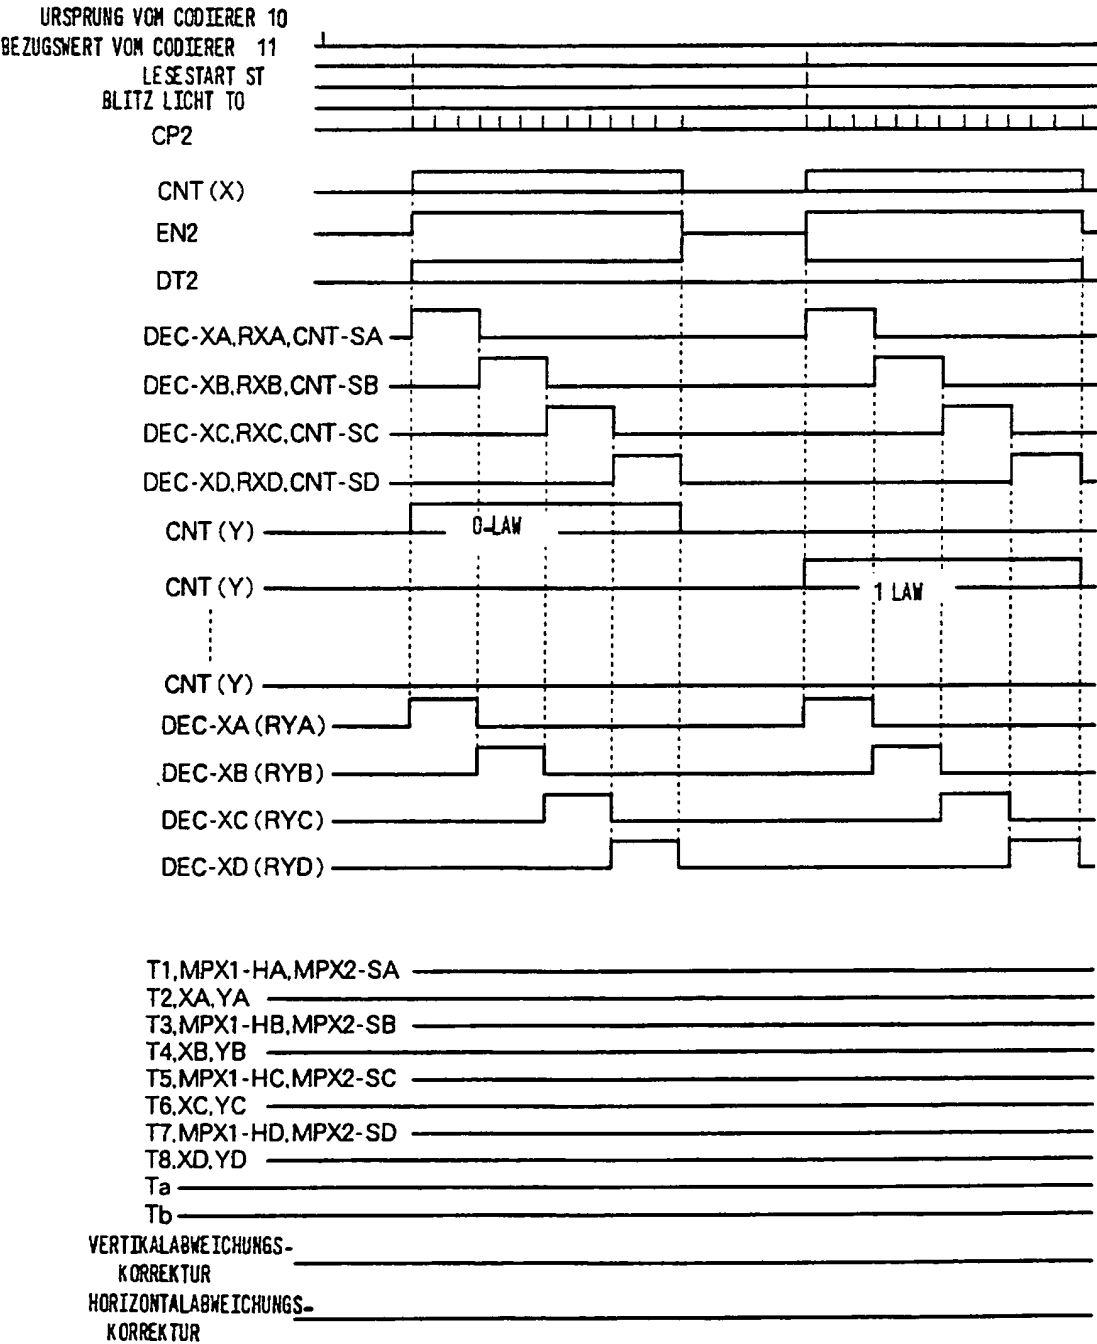 URSPRUNG VOM CODIERER 10
BEZUGSWERT VOM CODIERER 11
LESESTART ST
BLITZ LICHT TO
CP2
CNT (X)
EN2
DT2
DEC-XA,RXA,CNT-SA
DEC-XB,RXB,CNT-SB
DEC-XC,RXC,CNT-SC
DEC-XD,RXD,CNT-SD
CNT (Y) 0-LAW
CNT (Y) 1 LAW
CNT (Y)
DEC-XA (RYA)
DEC-XB (RYB)
DEC-XC (RYC)
DEC-XD (RYD)
T1,MPX1-HA,MPX2-SA
T2,XA,YA
T3,MPX1-HB,MPX2-SB
T4,XB,YB
T5,MPX1-HC,MPX2-SC
T6,XC,YC
T7,MPX1-HD,MPX2-SD
T8,XD,YD
Ta
Tb
VERTIKALABWEICHUNGS-
KORREKTUR
HORIZONTALABWEICHUNGS-
KORREKTUR